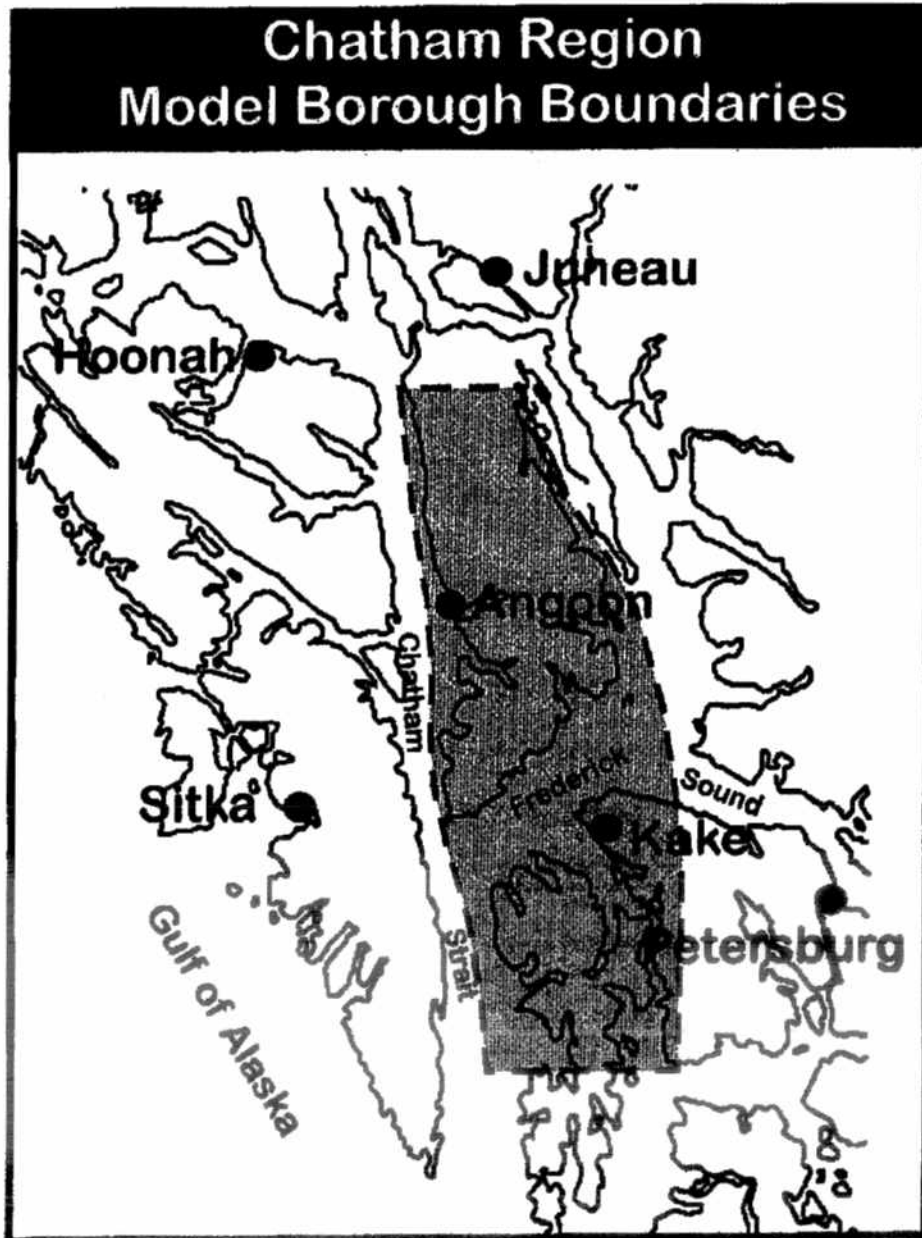 Chatham Region
Model Borough Boundaries
Juneau
Hoonah
Angoon
Chatham
Frederick
Sound
Sitka
Kake
Strait
Petersburg
Gulf of Alaska